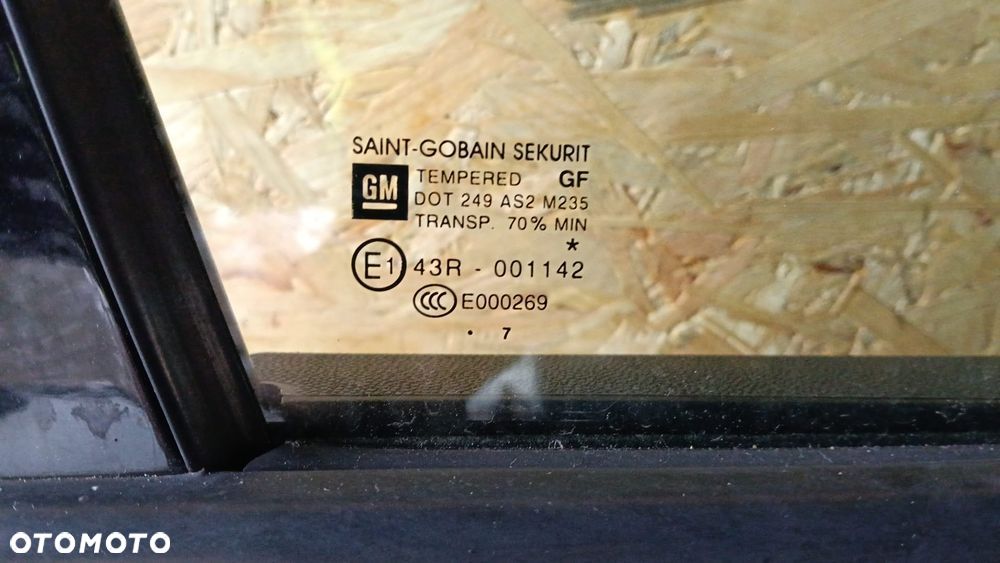 SAINT-GOBAIN SEKURIT
GM TEMPERED GF
DOT 249 AS2 M235
TRANSP. 70% MIN
*
E1 43R - 001142
CCC E000269
. 7
OTOMOTO